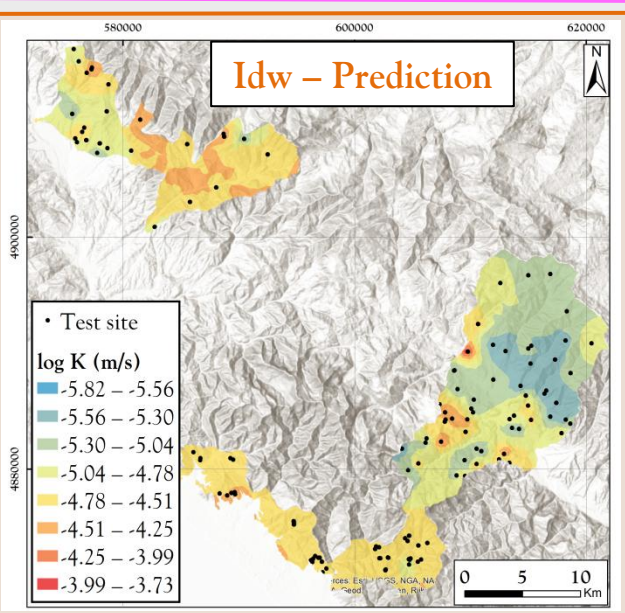 580000
600000
620000
Idw – Prediction
N
4900000
4880000
• Test site
log K (m/s)
-5.82 – -5.56
-5.56 – -5.30
-5.30 – -5.04
-5.04 – -4.78
-4.78 – -4.51
-4.51 – -4.25
-4.25 – -3.99
-3.99 – -3.73
NGA, NA
0 5 10
Km